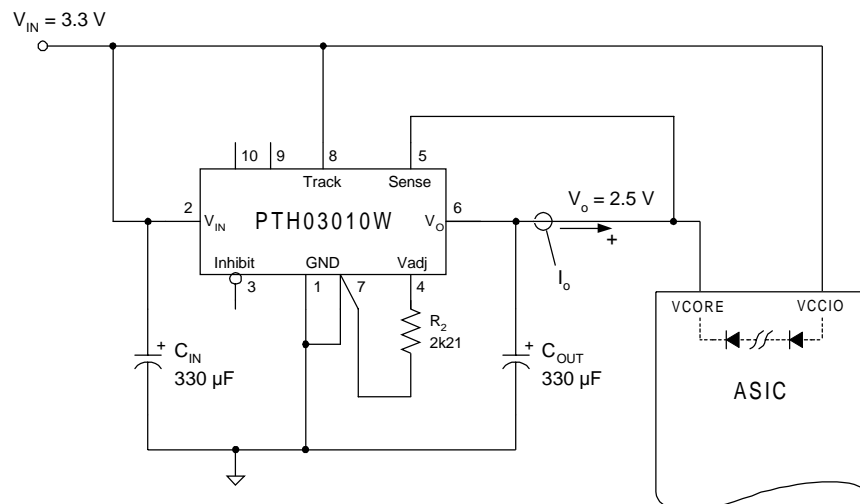 V_IN = 3.3 V
10 9 8 5
Track Sense
2 V_IN PTH03010W V_O 6
V_o = 2.5 V
+
I_o
Inhibit GND Vadj
3 1 7 4
R_2
2k21
+ C_IN
330 µF
+ C_OUT
330 µF
VCORE VCCIO
ASIC